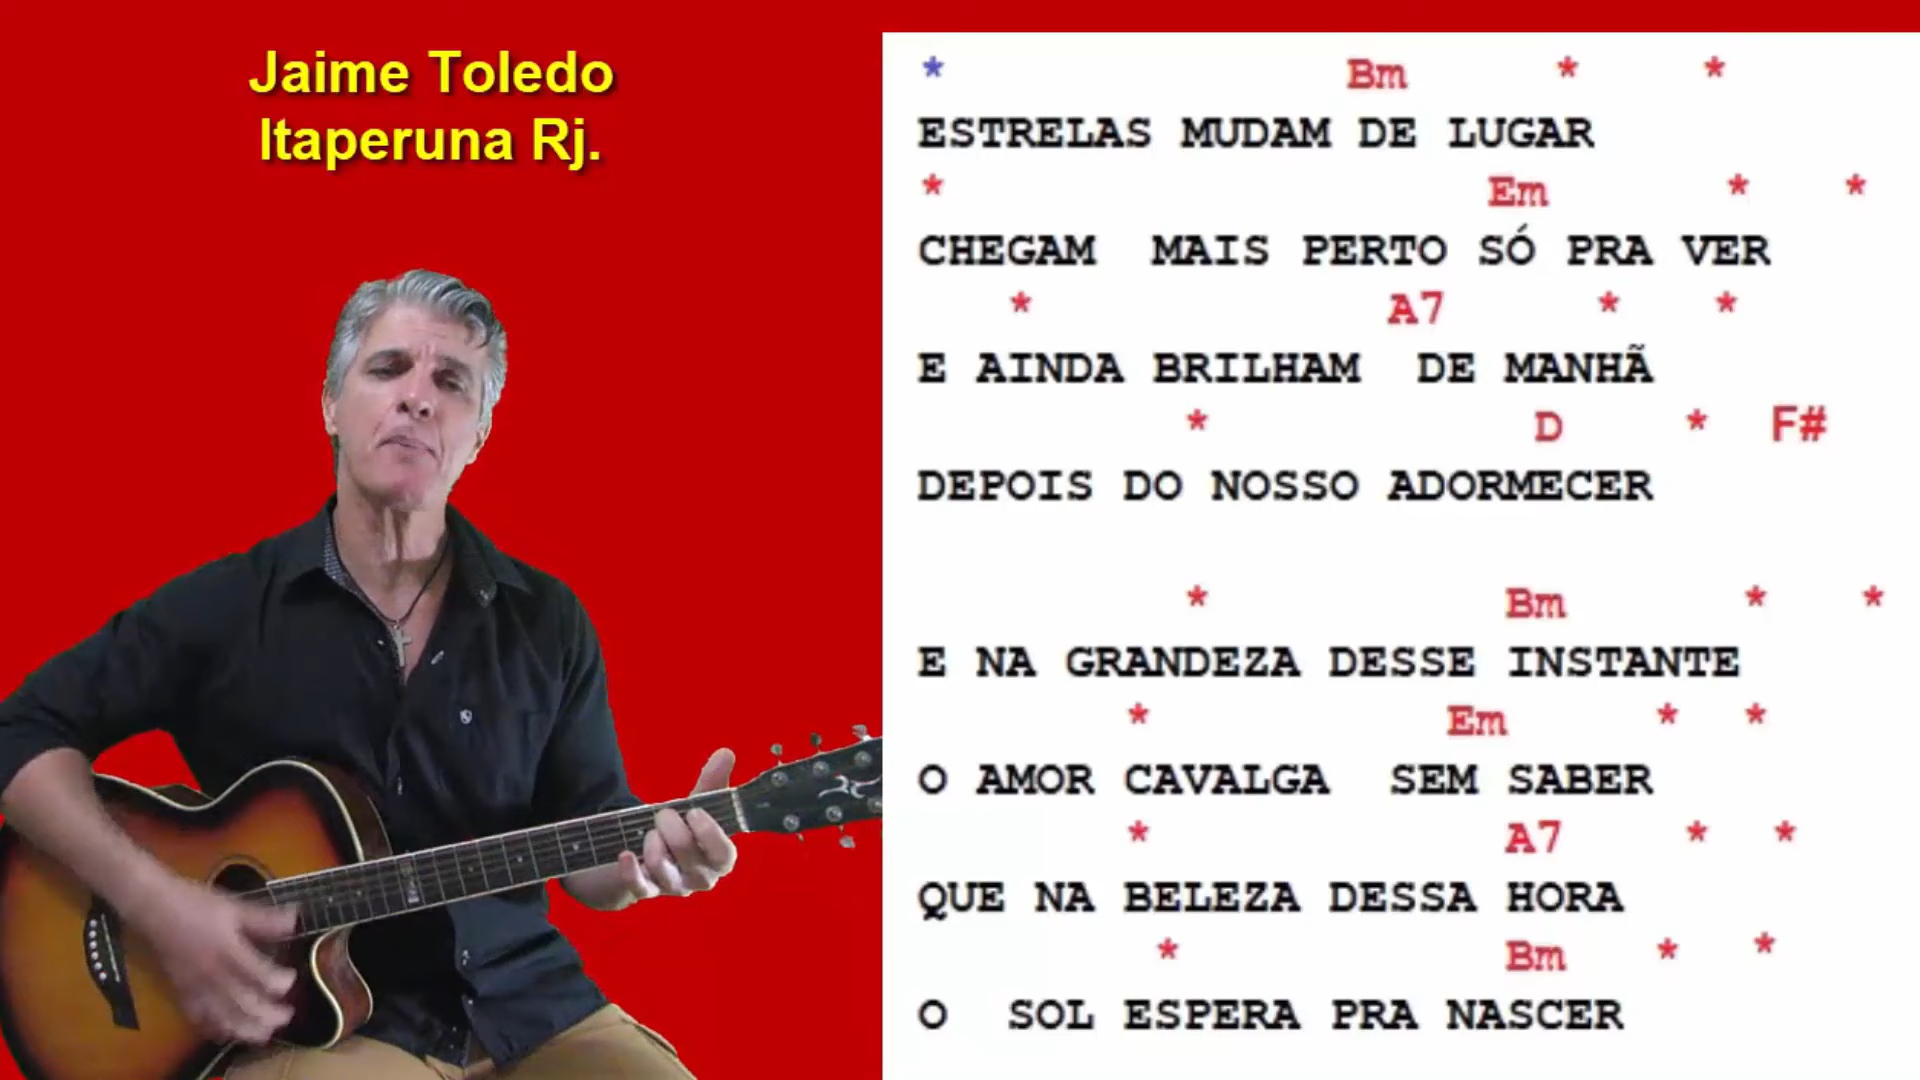 Jaime Toledo
Itaperuna Rj.
* Bm * *
ESTRELAS MUDAM DE LUGAR
* Em * *
CHEGAM MAIS PERTO SÓ PRA VER
* A7 * *
E AINDA BRILHAM DE MANHÃ
* D * F#
DEPOIS DO NOSSO ADORMECER
* Bm * *
E NA GRANDEZA DESSE INSTANTE
* Em * *
O AMOR CAVALGA SEM SABER
* A7 * *
QUE NA BELEZA DESSA HORA
* Bm * *
O SOL ESPERA PRA NASCER